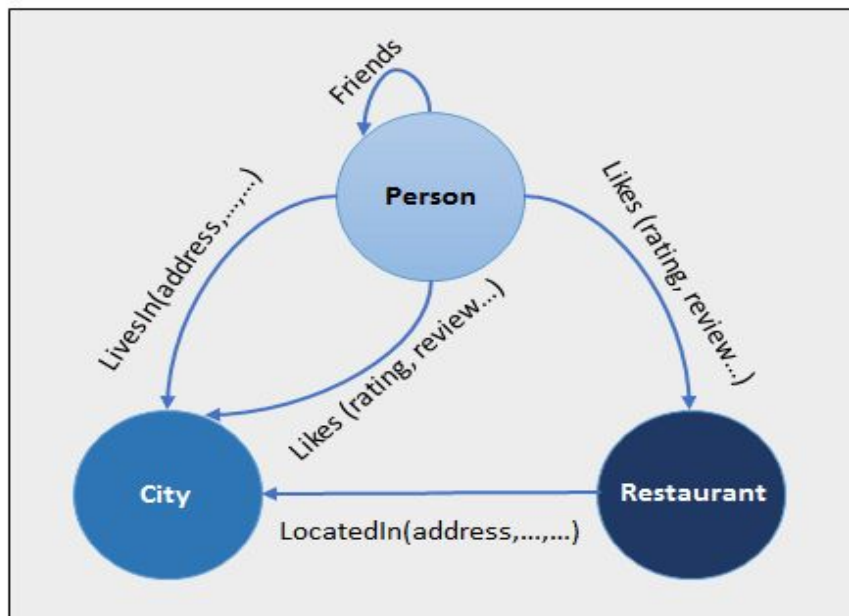 Friends
Person
LivesIn(address,...,...)
Likes (rating, review...)
Likes (rating, review...)
City
Restaurant
LocatedIn(address,...,...)